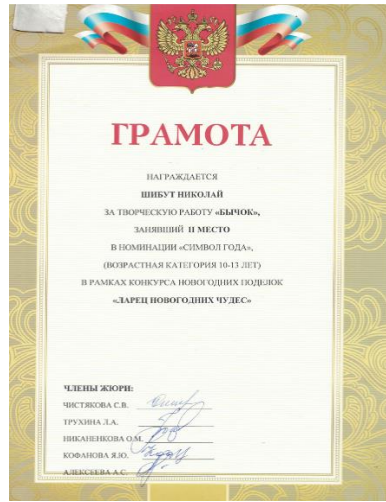 ГРАМОТА
НАГРАЖДАЕТСЯ
ШИБУТ НИКОЛАЙ
ЗА ТВОРЧЕСКУЮ РАБОТУ «БЫЧОК»,
ЗАНЯВШИЙ II МЕСТО
В НОМИНАЦИИ «СИМВОЛ ГОДА»,
(ВОЗРАСТНАЯ КАТЕГОРИЯ 10-13 ЛЕТ)
В РАМКАХ КОНКУРСА НОВОГОДНИХ ПОДЕЛОК
«ЛАРЕЦ НОВОГОДНИХ ЧУДЕС»
ЧЛЕНЫ ЖЮРИ:
ЧИСТЯКОВА С.В.
ТРУХИНА Л.А.
НИКАНЕНКОВА О.М.
КОФАНОВА Я.Ю.
АЛЕКСЕЕВА А.С.